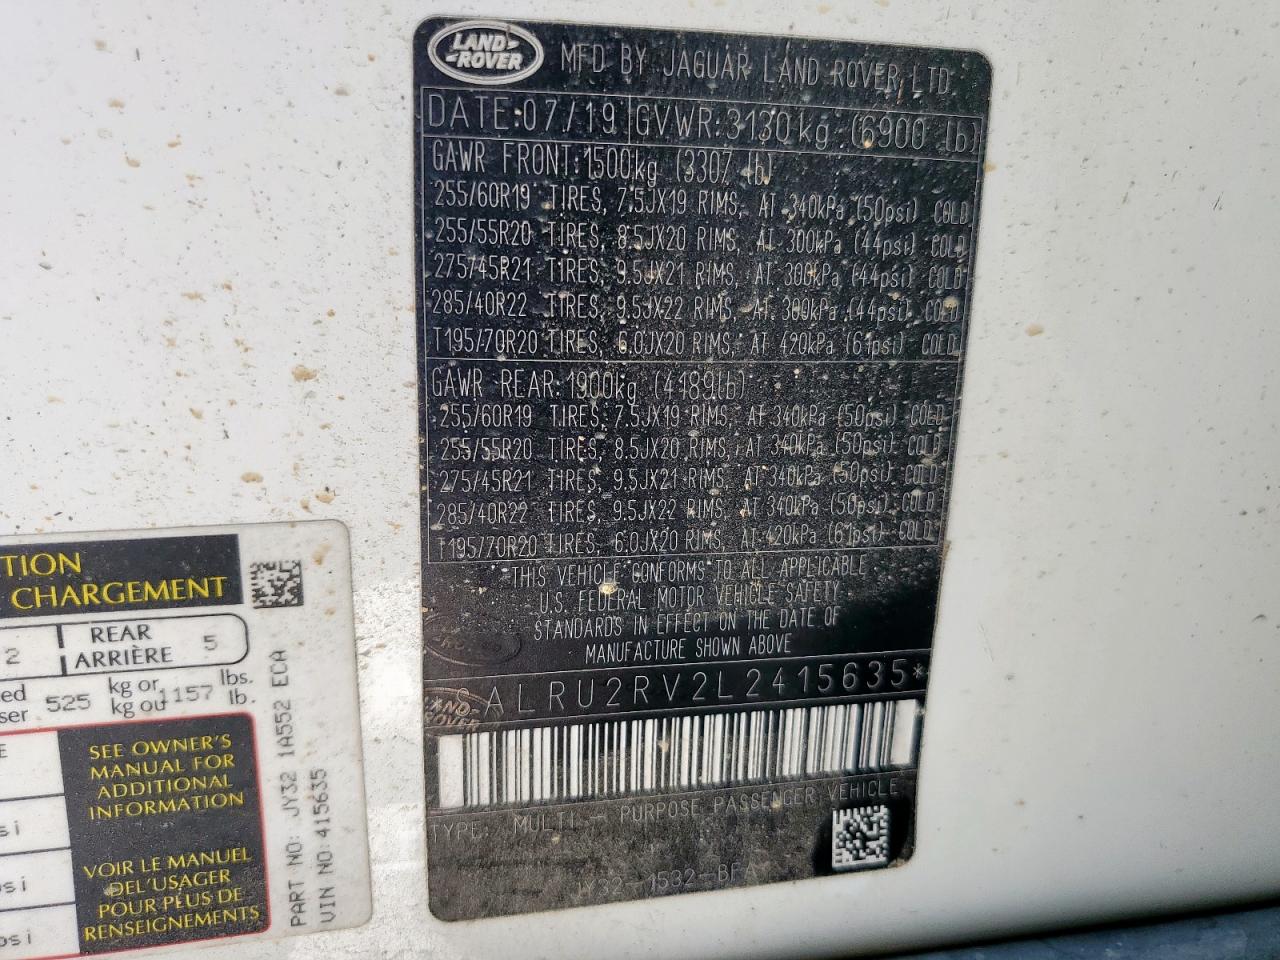 LAND ROVER
MFD BY JAGUAR LAND ROVER LTD
DATE:07/19 GVWR:3130kg (6900 lb)
GAWR FRONT:1500kg (3307 lb)
255/60R19 TIRES, 7.5JX19 RIMS, AT 340kPa (50psi) COLD
255/55R20 TIRES, 8.5JX20 RIMS, AT 300kPa (44psi) COLD
275/45R21 TIRES, 9.5JX21 RIMS, AT 300kPa (44psi) COLD
285/40R22 TIRES, 9.5JX22 RIMS, AT 300kPa (44psi) COLD
T195/70R20 TIRES, 6.0JX20 RIMS, AT 420kPa (61psi) COLD
GAWR REAR:1900kg (4189lb)
255/60R19 TIRES, 7.5JX19 RIMS, AT 340kPa (50psi) COLD
255/55R20 TIRES, 8.5JX20 RIMS, AT 340kPa (50psi) COLD
275/45R21 TIRES, 9.5JX21 RIMS, AT 340kPa (50psi) COLD
285/40R22 TIRES, 9.5JX22 RIMS, AT 340kPa (50psi) COLD
T195/70R20 TIRES, 6.0JX20 RIMS, AT 420kPa (61psi) COLD
THIS VEHICLE CONFORMS TO ALL APPLICABLE
U.S. FEDERAL MOTOR VEHICLE SAFETY
STANDARDS IN EFFECT ON THE DATE OF
MANUFACTURE SHOWN ABOVE
SALRU2RV2L2415635*
TYPE: MULTI - PURPOSE PASSENGER VEHICLE
Y32-1532-BFA
TION
CHARGEMENT
2 REAR
ARRIÈRE 5
525 kg or
kg ou 1157 lbs.
lb.
SEE OWNER'S
MANUAL FOR
ADDITIONAL
INFORMATION
VOIR LE MANUEL
DEL'USAGER
POUR PLUS DE
RENSEIGNEMENTS
PART NO: JY32 1A552 ECA
VIN NO:415635